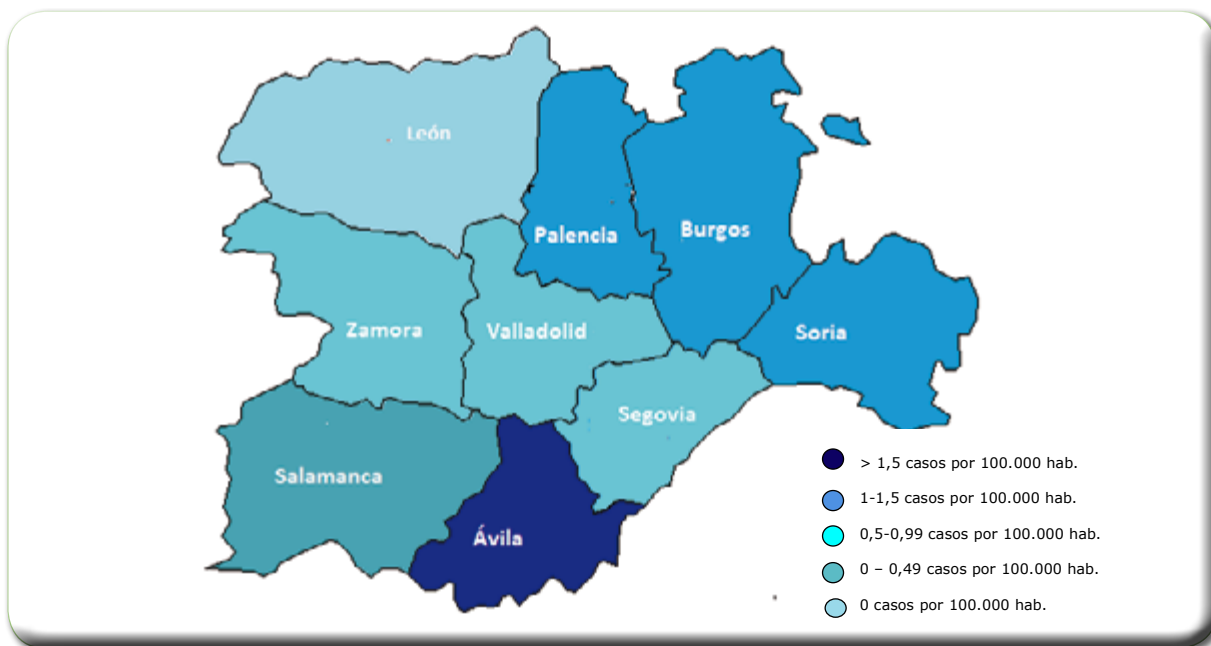 León
Palencia
Burgos
Zamora
Valladolid
Soria
Segovia
Salamanca
Ávila
> 1,5 casos por 100.000 hab.
1-1,5 casos por 100.000 hab.
0,5-0,99 casos por 100.000 hab.
0 – 0,49 casos por 100.000 hab.
0 casos por 100.000 hab.